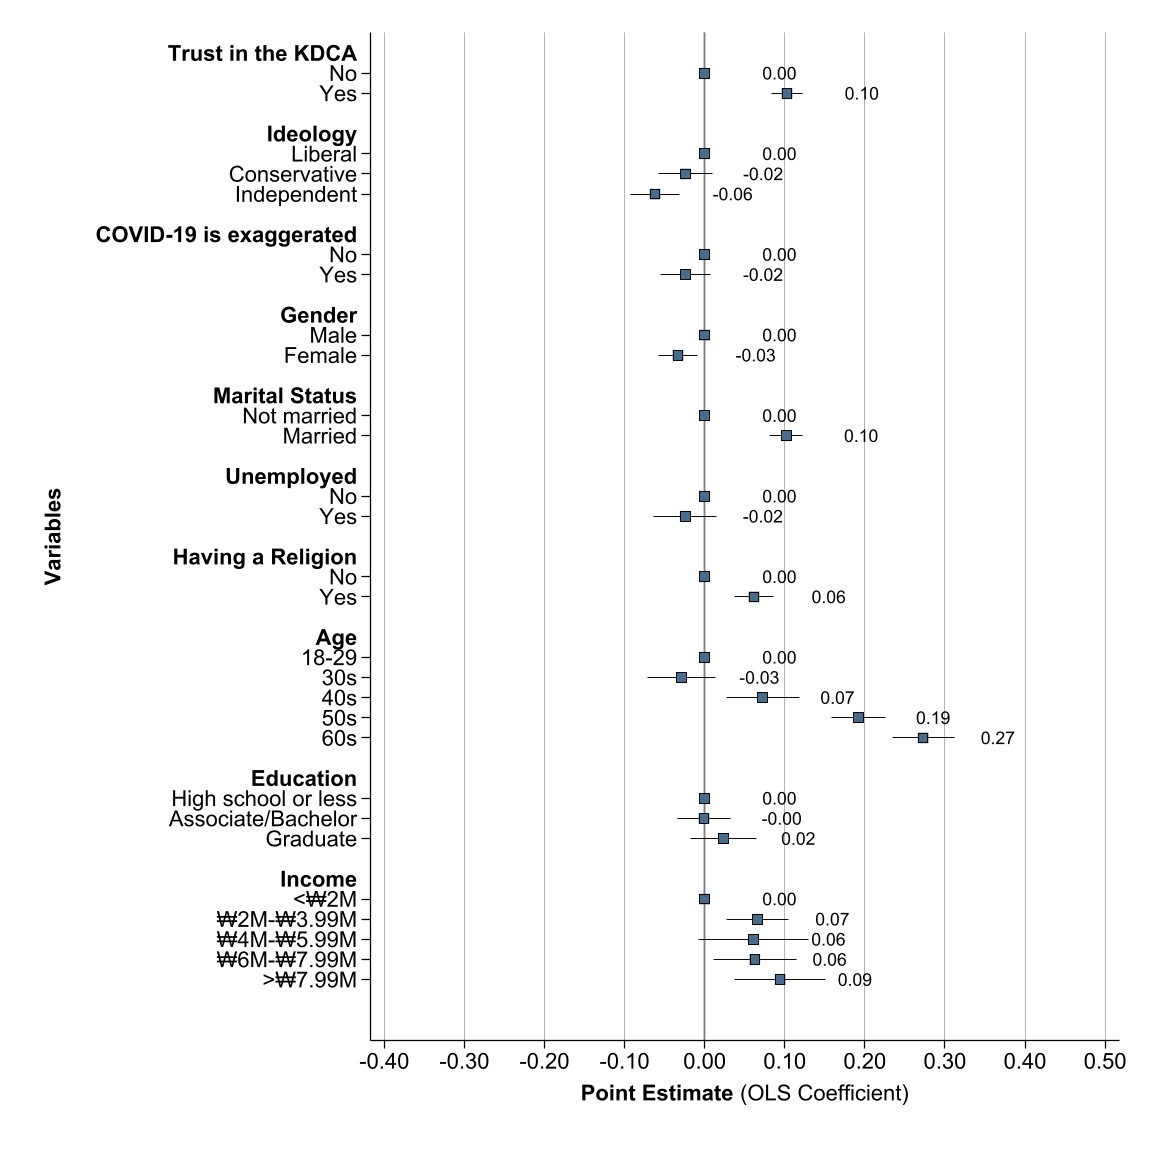 Trust in the KDCA
No 0.00
Yes 0.10
Ideology
Liberal 0.00
Conservative -0.02
Independent -0.06
COVID-19 is exaggerated
No 0.00
Yes -0.02
Gender
Male 0.00
Female -0.03
Marital Status
Not married 0.00
Married 0.10
Unemployed
No 0.00
Yes -0.02
Having a Religion
No 0.00
Yes 0.06
Age
18-29 0.00
30s -0.03
40s 0.07
50s 0.19
60s 0.27
Education
High school or less 0.00
Associate/Bachelor -0.00
Graduate 0.02
Income
<₩2M 0.00
₩2M-₩3.99M 0.07
₩4M-₩5.99M 0.06
₩6M-₩7.99M 0.06
>₩7.99M 0.09
Variables
-0.40 -0.30 -0.20 -0.10 0.00 0.10 0.20 0.30 0.40 0.50
Point Estimate (OLS Coefficient)